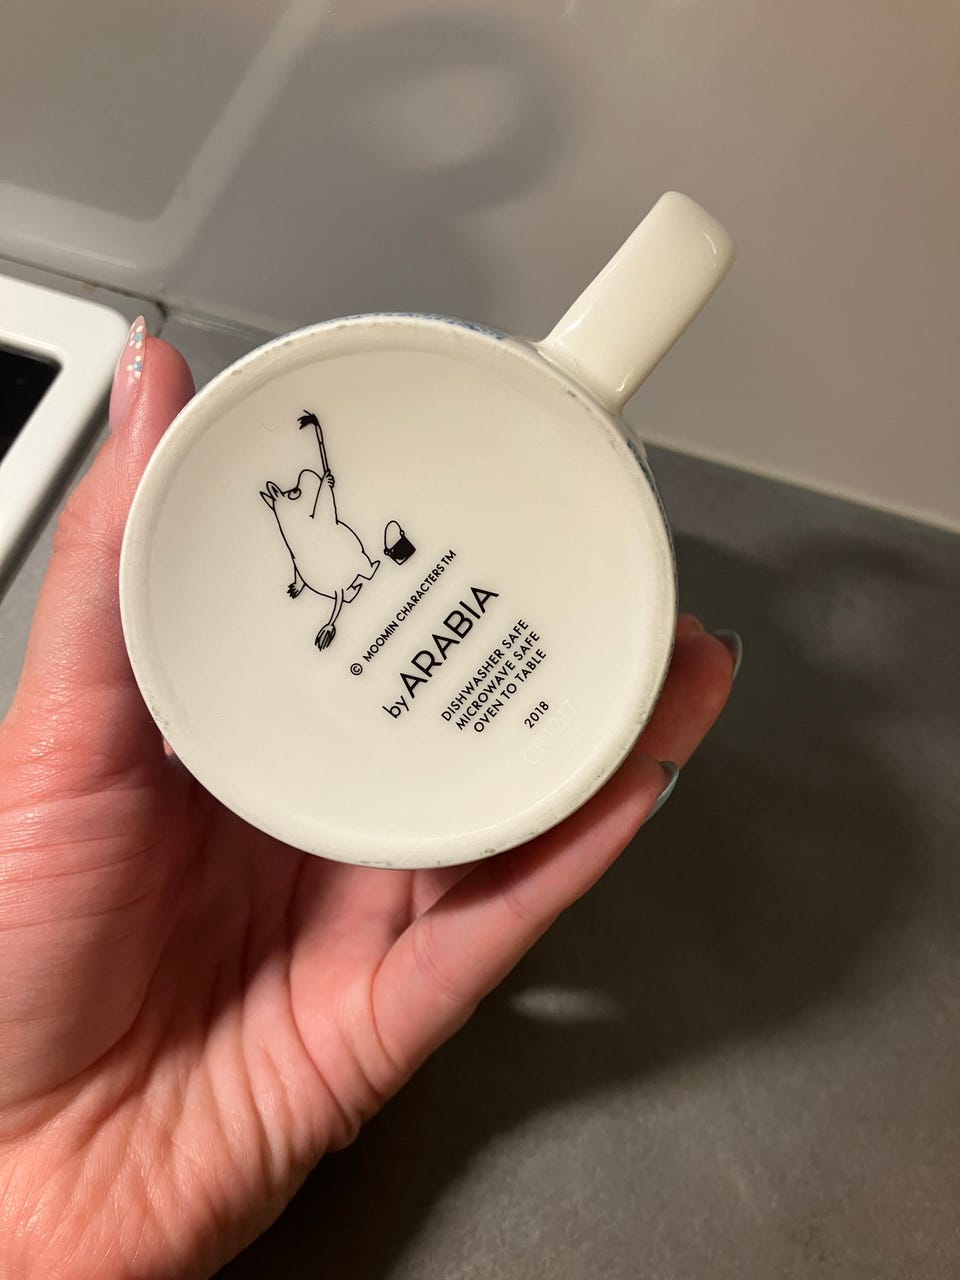 © MOOMIN CHARACTERS™
by ARABIA
DISHWASHER SAFE
MICROWAVE SAFE
OVEN TO TABLE
2018